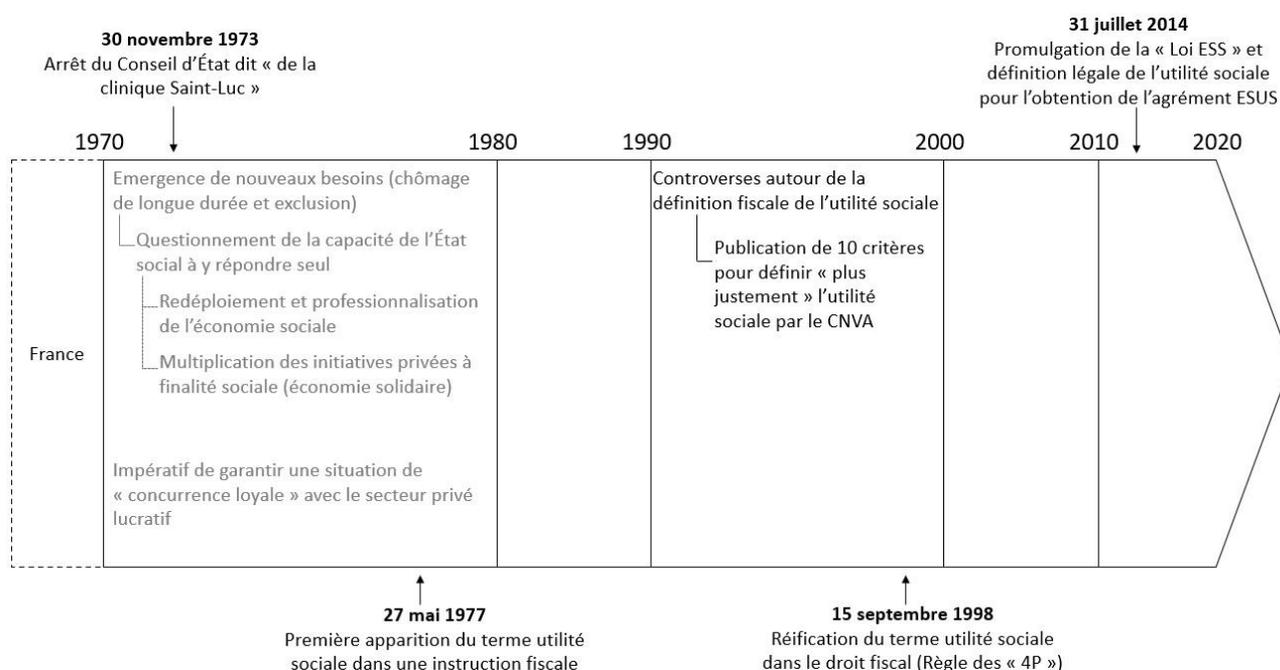 30 novembre 1973
Arrêt du Conseil d’État dit « de la
clinique Saint-Luc »
31 juillet 2014
Promulgation de la « Loi ESS » et
définition légale de l’utilité sociale
pour l’obtention de l’agrément ESUS
1970
1980
1990
2000
2010
2020
France
Emergence de nouveaux besoins (chômage
de longue durée et exclusion)
Questionnement de la capacité de l’État
social à y répondre seul
Redéploiement et professionnalisation
de l’économie sociale
Multiplication des initiatives privées à
finalité sociale (économie solidaire)
Impératif de garantir une situation de
« concurrence loyale » avec le secteur privé
lucratif
Controverses autour de la
définition fiscale de l’utilité sociale
Publication de 10 critères
pour définir « plus
justement » l’utilité
sociale par le CNVA
27 mai 1977
Première apparition du terme utilité
sociale dans une instruction fiscale
15 septembre 1998
Réification du terme utilité sociale
dans le droit fiscal (Règle des « 4P »)